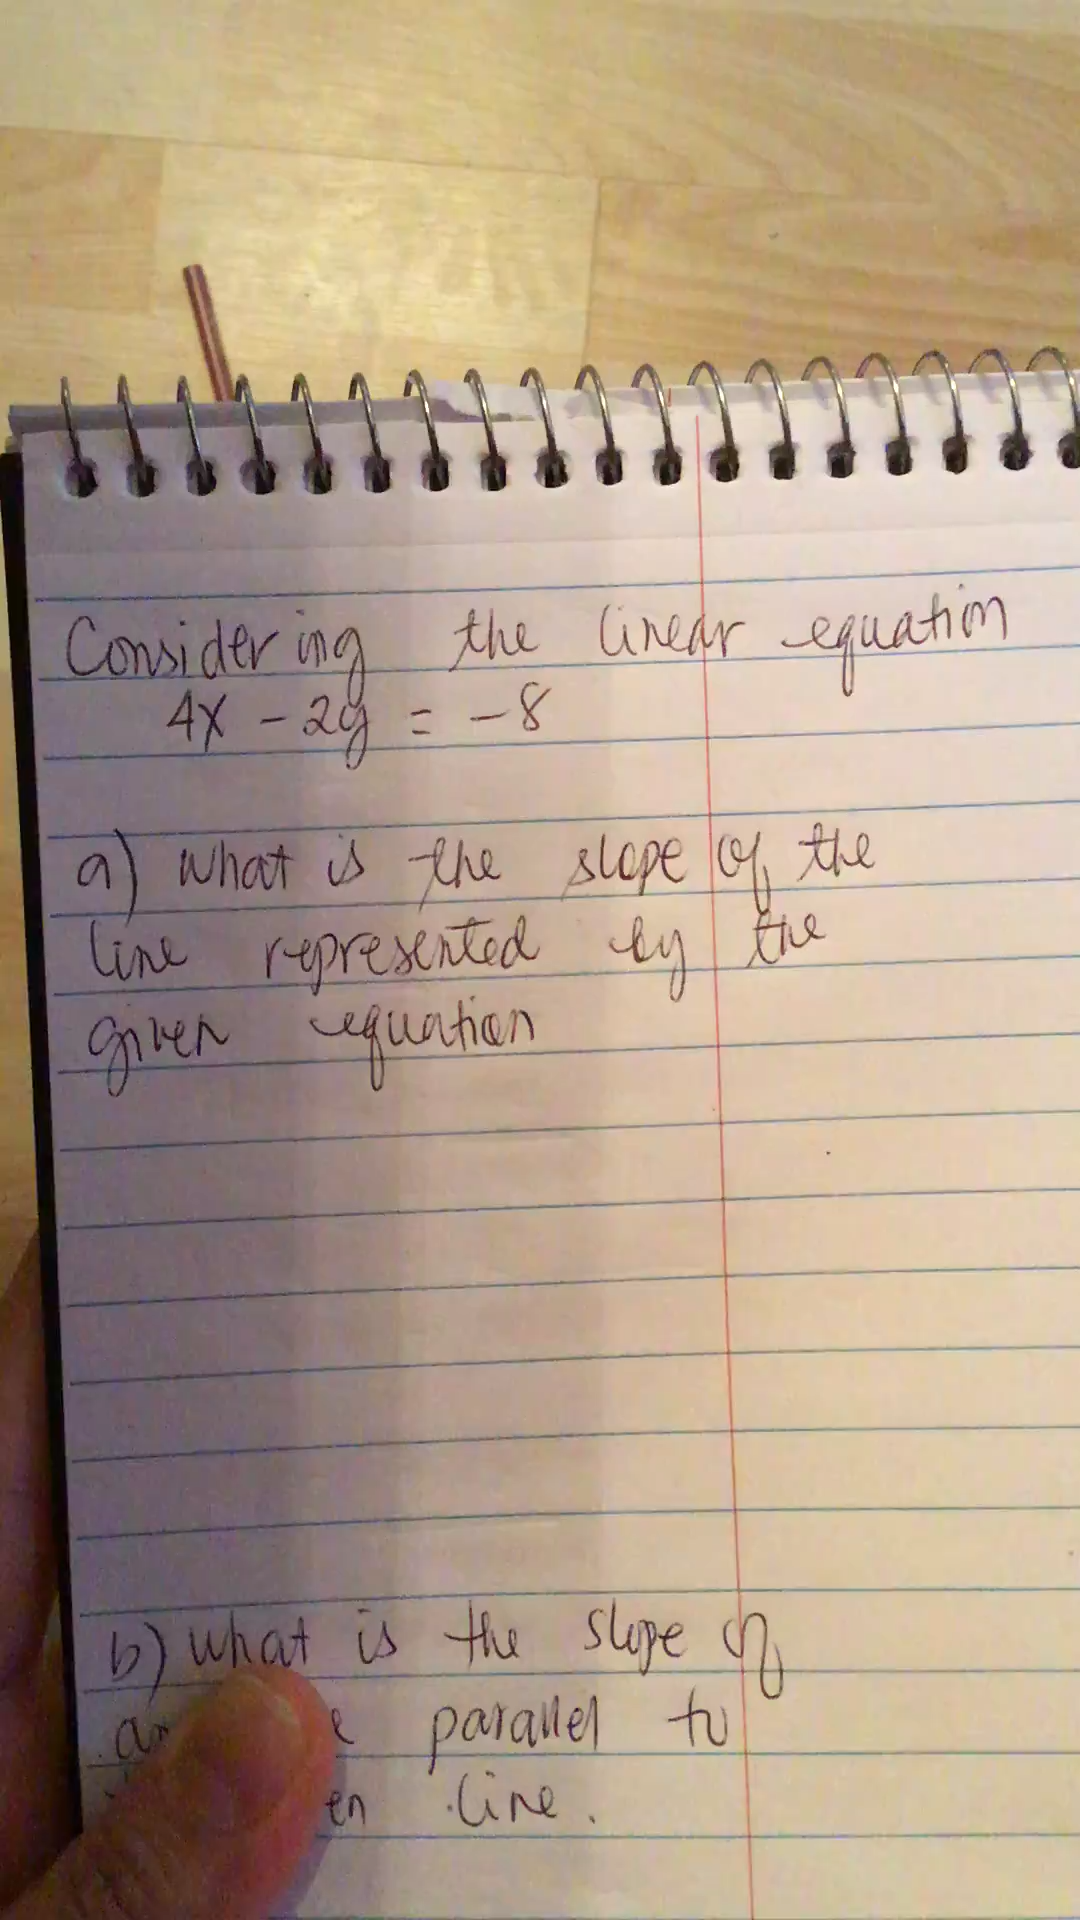 Considering the linear equation
4x - 2y = -8
a) What is the slope of the
line represented by the
given equation
b) What is the slope of
parallel to
line.